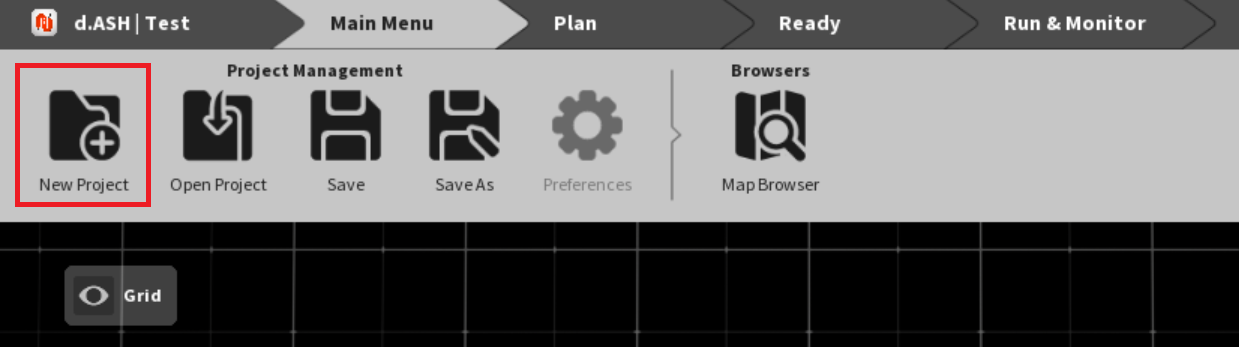 d.ASH | Test
Main Menu
Plan
Ready
Run & Monitor
Project Management
Browsers
New Project
Open Project
Save
Save As
Preferences
Map Browser
Grid